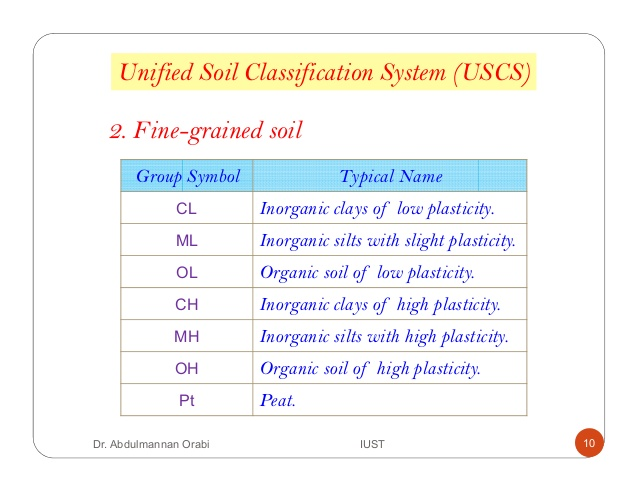 Unified Soil Classification System (USCS)
2. Fine-grained soil
Group Symbol Typical Name
CL Inorganic clays of low plasticity.
ML Inorganic silts with slight plasticity.
OL Organic soil of low plasticity.
CH Inorganic clays of high plasticity.
MH Inorganic silts with high plasticity.
OH Organic soil of high plasticity.
Pt Peat.
Dr. Abdulmannan Orabi IUST 10